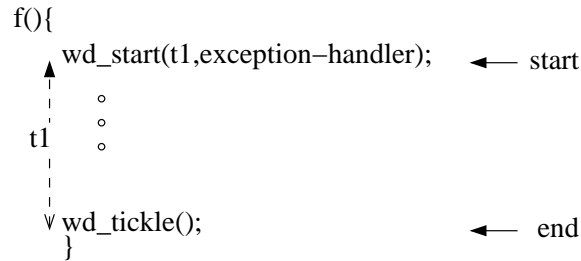 f(){
wd_start(t1,exception−handler); start
t1
wd_tickle(); end
}